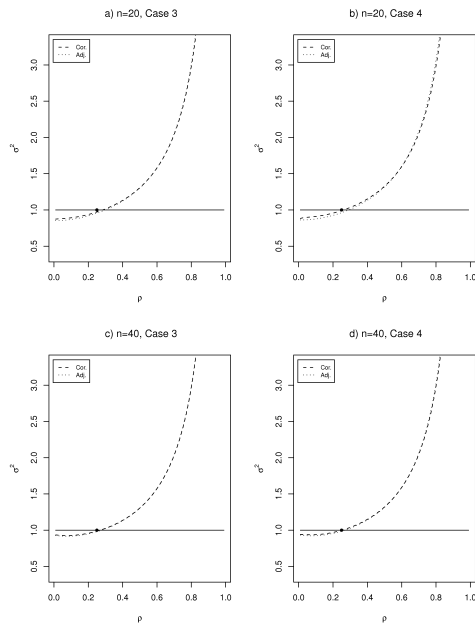 a) n=20, Case 3
Cor.
Adj.
σ²
0.5 1.0 1.5 2.0 2.5 3.0
0.0 0.2 0.4 0.6 0.8 1.0
ρ
b) n=20, Case 4
Cor.
Adj.
σ²
0.5 1.0 1.5 2.0 2.5 3.0
0.0 0.2 0.4 0.6 0.8 1.0
ρ
c) n=40, Case 3
Cor.
Adj.
σ²
0.5 1.0 1.5 2.0 2.5 3.0
0.0 0.2 0.4 0.6 0.8 1.0
ρ
d) n=40, Case 4
Cor.
Adj.
σ²
0.5 1.0 1.5 2.0 2.5 3.0
0.0 0.2 0.4 0.6 0.8 1.0
ρ